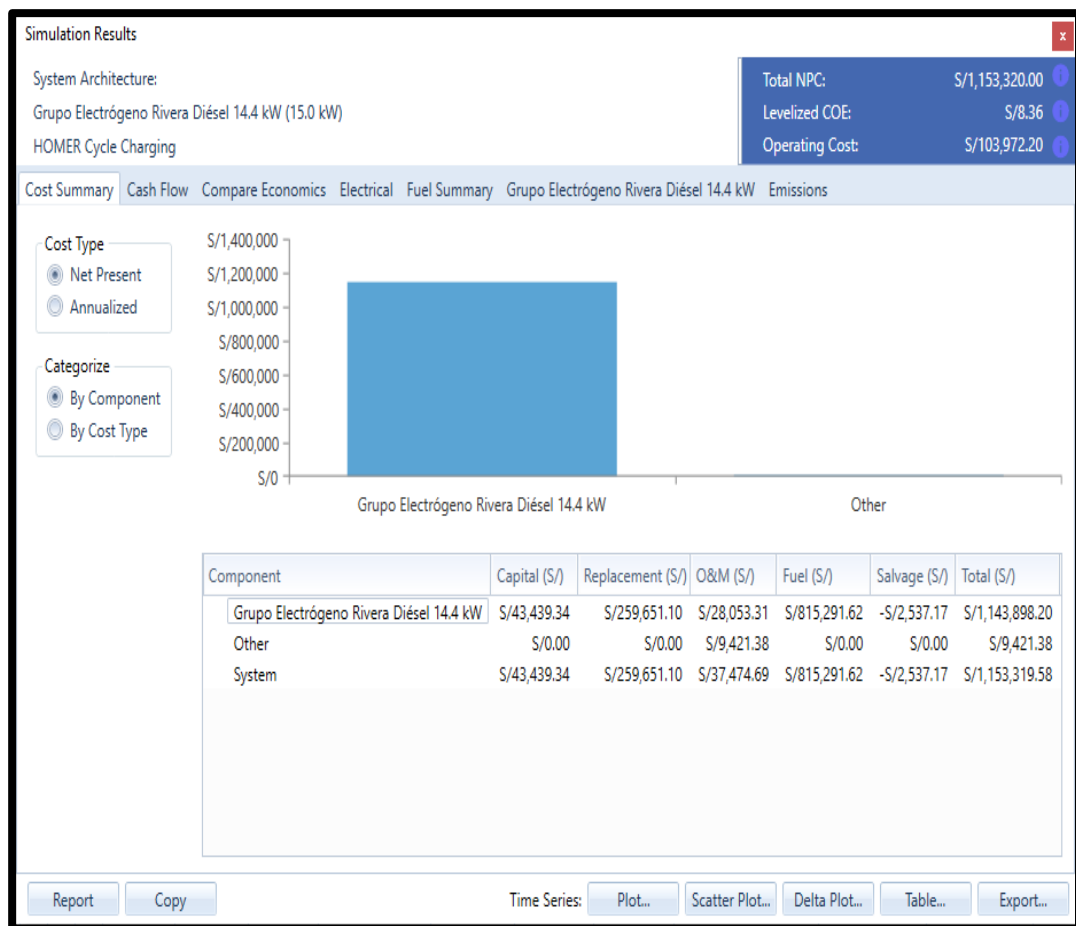 Simulation Results
x
System Architecture:
Grupo Electrógeno Rivera Diésel 14.4 kW (15.0 kW)
HOMER Cycle Charging
Total NPC: S/1,153,320.00
Levelized COE: S/8.36
Operating Cost: S/103,972.20
Cost Summary Cash Flow Compare Economics Electrical Fuel Summary Grupo Electrógeno Rivera Diésel 14.4 kW Emissions
Cost Type
Net Present
Annualized
Categorize
By Component
By Cost Type
S/1,400,000
S/1,200,000
S/1,000,000
S/800,000
S/600,000
S/400,000
S/200,000
S/0
Grupo Electrógeno Rivera Diésel 14.4 kW Other
Component Capital (S/) Replacement (S/) O&M (S/) Fuel (S/) Salvage (S/) Total (S/)
Grupo Electrógeno Rivera Diésel 14.4 kW S/43,439.34 S/259,651.10 S/28,053.31 S/815,291.62 -S/2,537.17 S/1,143,898.20
Other S/0.00 S/0.00 S/9,421.38 S/0.00 S/0.00 S/9,421.38
System S/43,439.34 S/259,651.10 S/37,474.69 S/815,291.62 -S/2,537.17 S/1,153,319.58
Report Copy Time Series: Plot... Scatter Plot... Delta Plot... Table... Export...